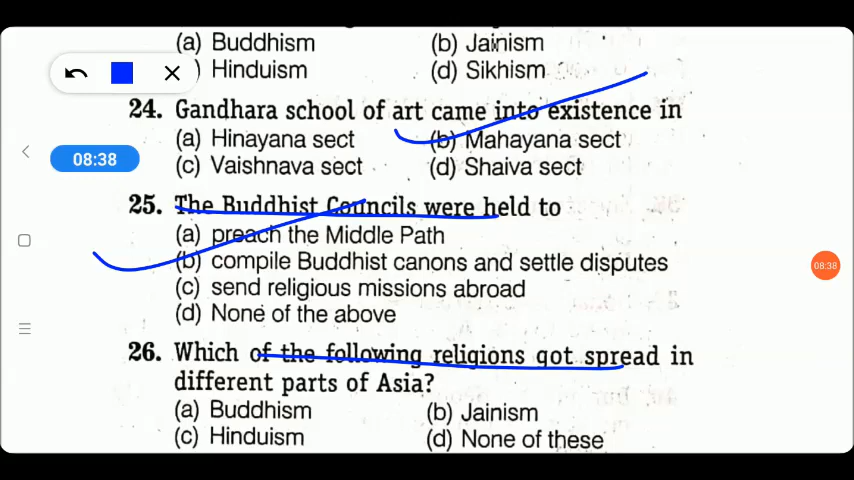 (a) Buddhism (b) Jainism
) Hinduism (d) Sikhism
24. Gandhara school of art came into existence in
(a) Hinayana sect (b) Mahayana sect
(c) Vaishnava sect (d) Shaiva sect
08:38
25. The Buddhist Councils were held to
(a) preach the Middle Path
(b) compile Buddhist canons and settle disputes
08:38
(c) send religious missions abroad
(d) None of the above
26. Which of the following religions got spread in
different parts of Asia?
(a) Buddhism (b) Jainism
(c) Hinduism (d) None of these